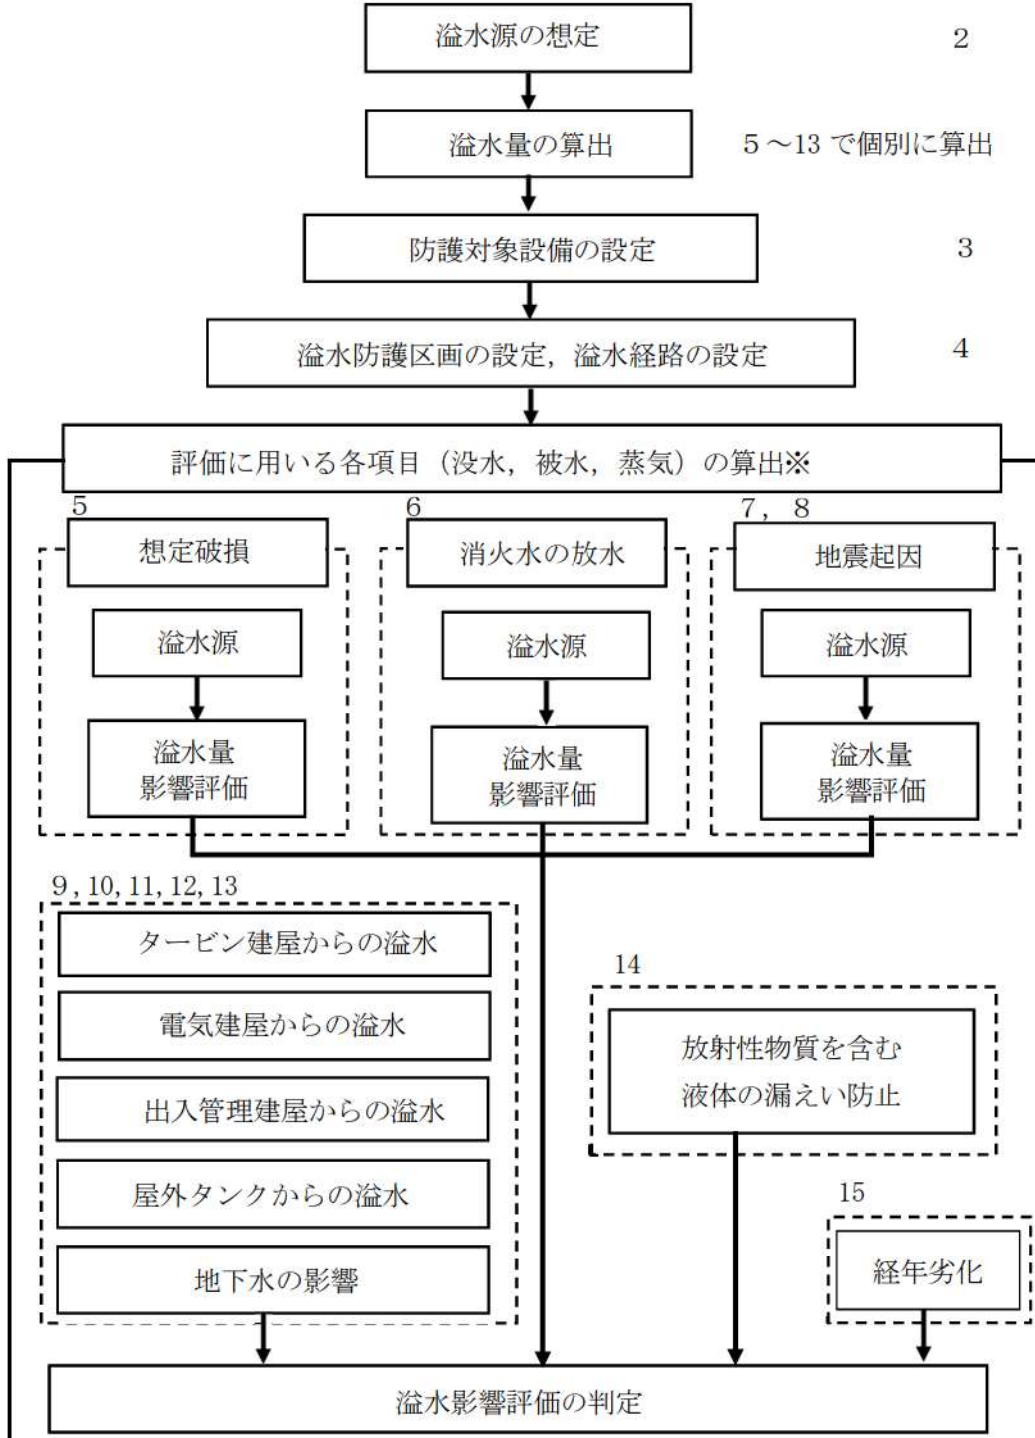 溢水源の想定
２
溢水量の算出
５～13 で個別に算出
防護対象設備の設定
３
溢水防護区画の設定，溢水経路の設定
４
評価に用いる各項目（没水，被水，蒸気）の算出※
５
６
７，８
想定破損
消火水の放水
地震起因
溢水源
溢水源
溢水源
溢水量
影響評価
溢水量
影響評価
溢水量
影響評価
９, 10, 11, 12, 13
タービン建屋からの溢水
電気建屋からの溢水
出入管理建屋からの溢水
屋外タンクからの溢水
地下水の影響
14
放射性物質を含む
液体の漏えい防止
15
経年劣化
溢水影響評価の判定